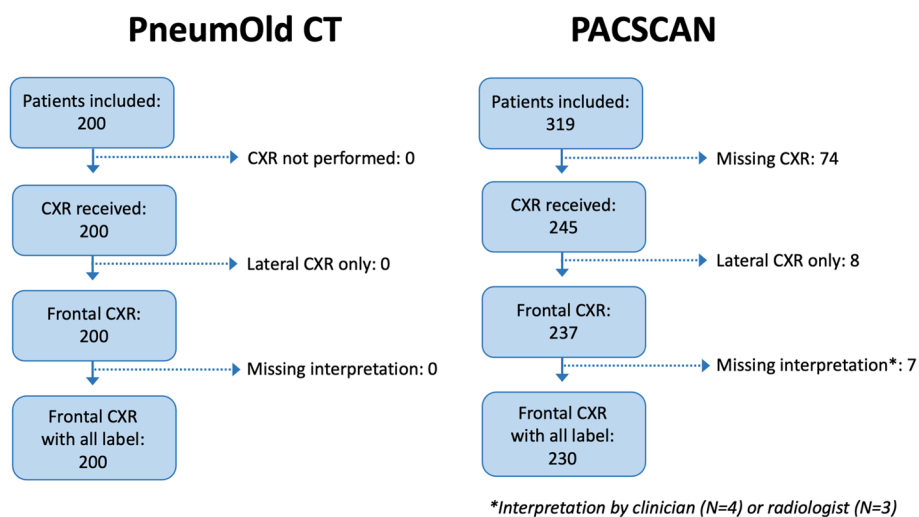 PneumOld CT
Patients included:
200
CXR not performed: 0
CXR received:
200
Lateral CXR only: 0
Frontal CXR:
200
Missing interpretation: 0
Frontal CXR
with all label:
200
PACSCAN
Patients included:
319
Missing CXR: 74
CXR received:
245
Lateral CXR only: 8
Frontal CXR:
237
Missing interpretation*: 7
Frontal CXR
with all label:
230
*Interpretation by clinician (N=4) or radiologist (N=3)